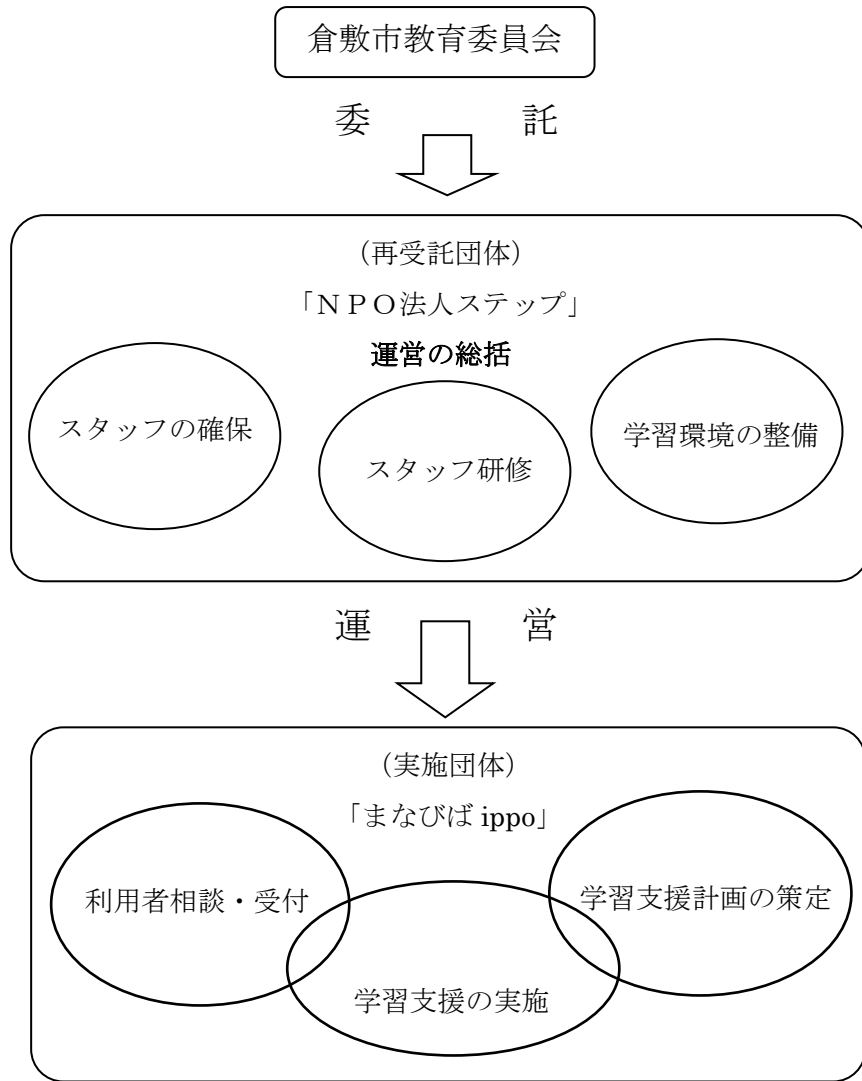 倉敷市教育委員会
委託
（再受託団体）
「ＮＰＯ法人ステップ」
運営の総括
スタッフの確保
スタッフ研修
学習環境の整備
運営
（実施団体）
「まなびば ippo」
利用者相談・受付
学習支援計画の策定
学習支援の実施